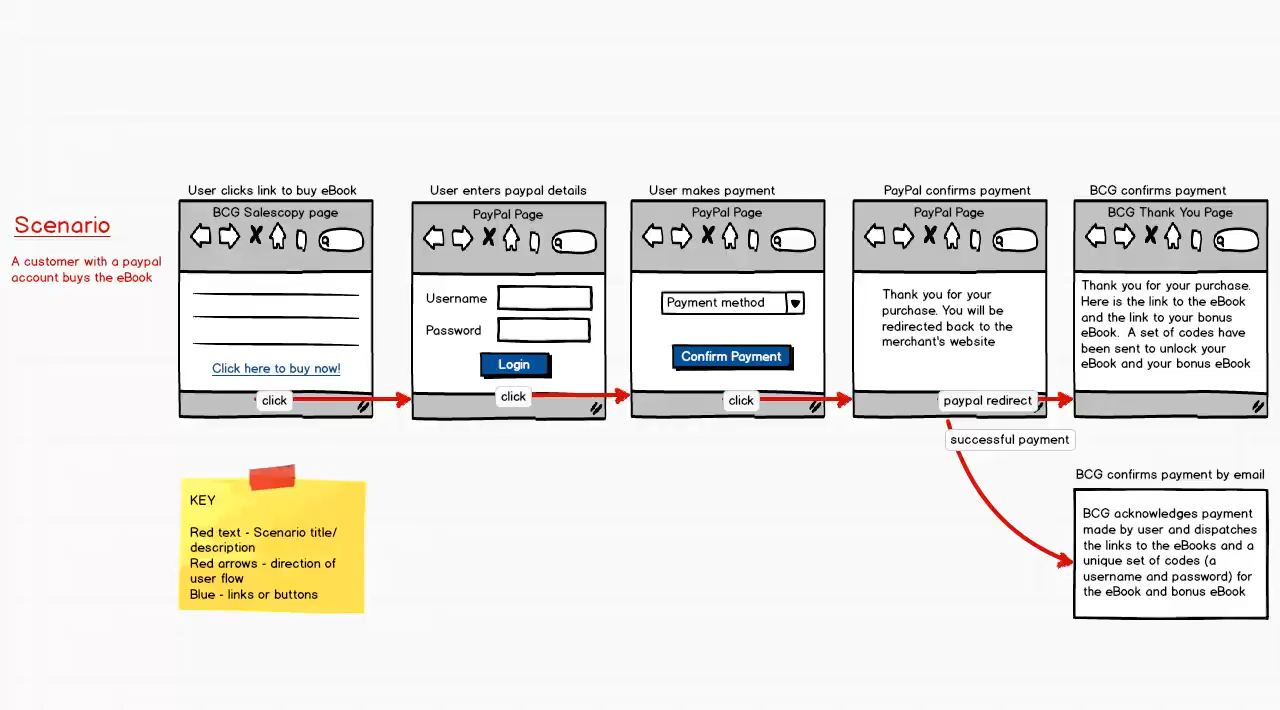 Scenario
A customer with a paypal
account buys the eBook
User clicks link to buy eBook
BCG Salescopy page
Click here to buy now!
click
User enters paypal details
PayPal Page
Username
Password
Login
click
User makes payment
PayPal Page
Payment method
Confirm Payment
click
PayPal confirms payment
PayPal Page
Thank you for your
purchase. You will be
redirected back to the
merchant's website
paypal redirect
successful payment
BCG confirms payment
BCG Thank You Page
Thank you for your purchase.
Here is the link to the eBook
and the link to your bonus
eBook.  A set of codes have
been sent to unlock your
eBook and your bonus eBook
BCG confirms payment by email
BCG acknowledges payment
made by user and dispatches
the links to the eBooks and a
unique set of codes (a
username and password) for
the eBook and bonus eBook
KEY
Red text - Scenario title/
description
Red arrows - direction of
user flow
Blue - links or buttons